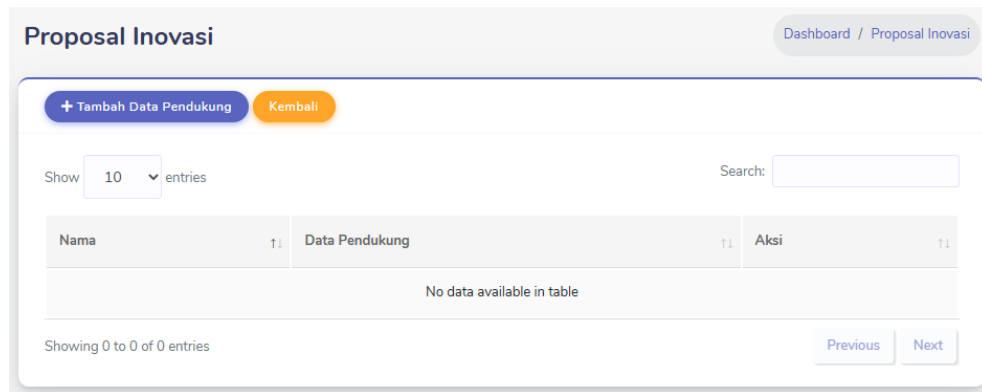 Proposal Inovasi
Dashboard / Proposal Inovasi
+ Tambah Data Pendukung
Kembali
Show 10 entries
Search:
Nama
Data Pendukung
Aksi
No data available in table
Showing 0 to 0 of 0 entries
Previous
Next